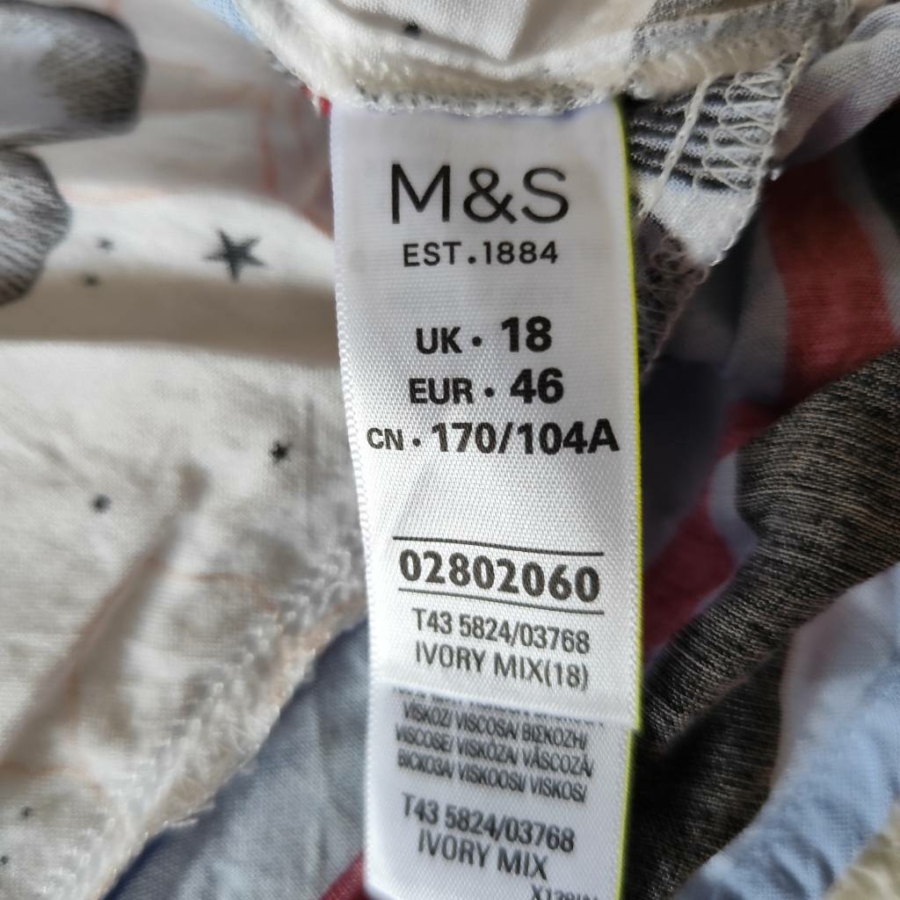 M&S
EST.1884
UK · 18
EUR · 46
CN · 170/104A
02802060
T43 5824/03768
IVORY MIX(18)
VISKOZ/ VISCOSA/ ВІЕКОZН/
VISCOSE/ VISKÓZA/ VÂSCOZĂ/
ВІСКОЗА/ VISKOOSI/ VISKOS/
T43 5824/03768
IVORY MIX